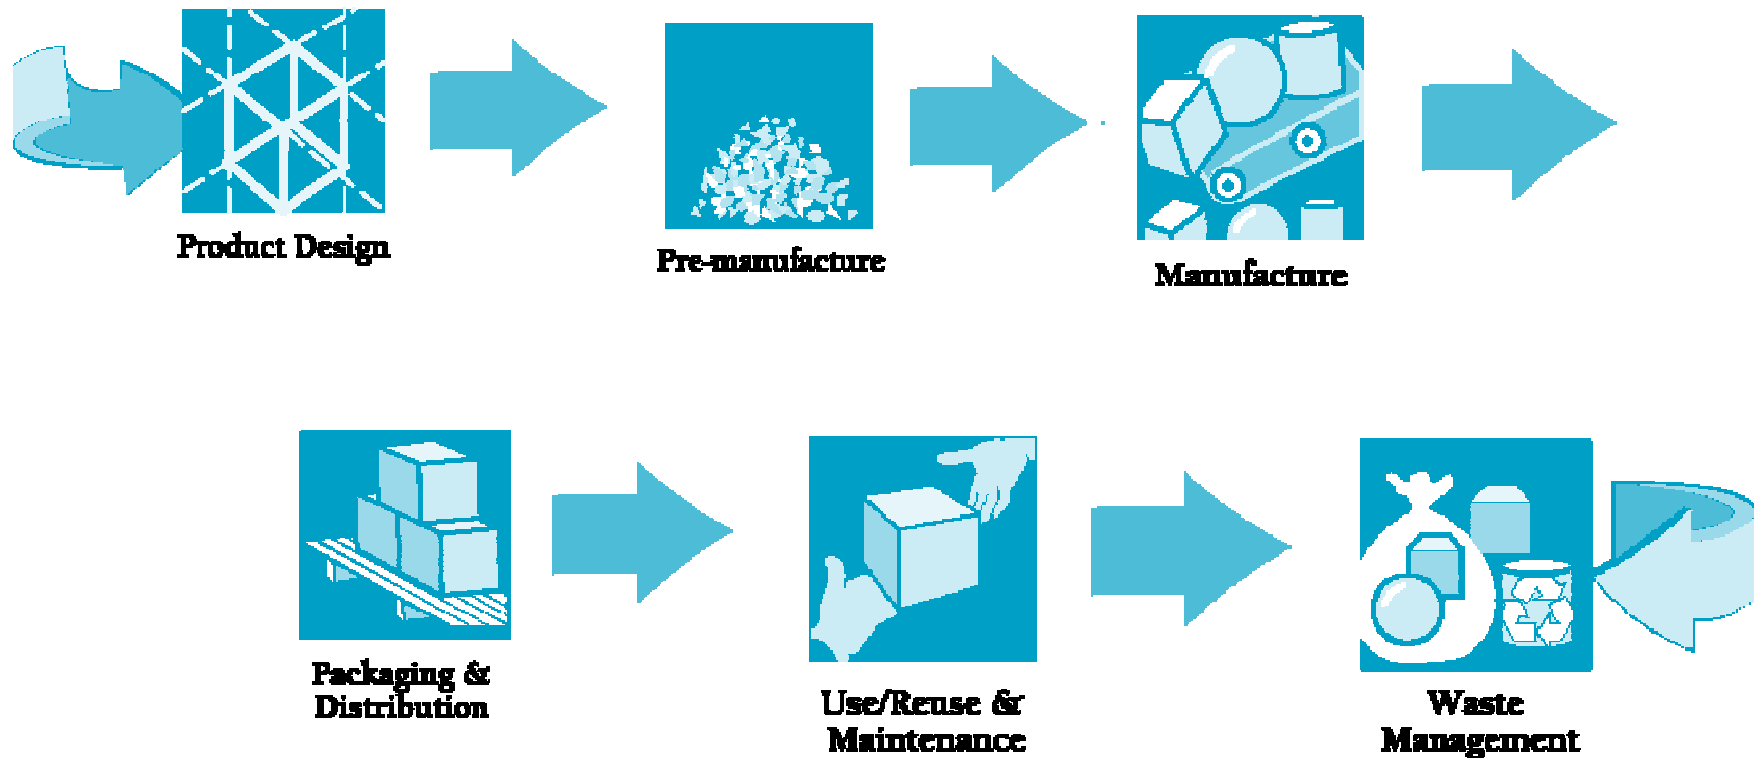 Product Design
Pre-manufacture
Manufacture
Packaging &
Distribution
Use/Reuse &
Maintenance
Waste
Management